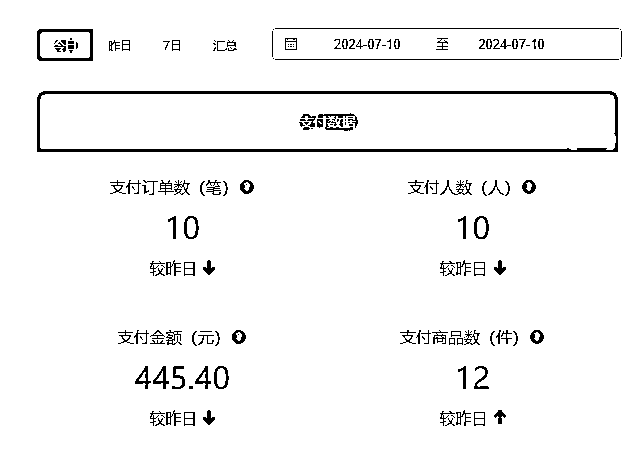 昨日 7日 汇总 2024-07-10 至 2024-07-10
支付数据
支付订单数（笔） 支付人数（人）
10 10
较昨日 较昨日
支付金额（元） 支付商品数（件）
445.40 12
较昨日 较昨日